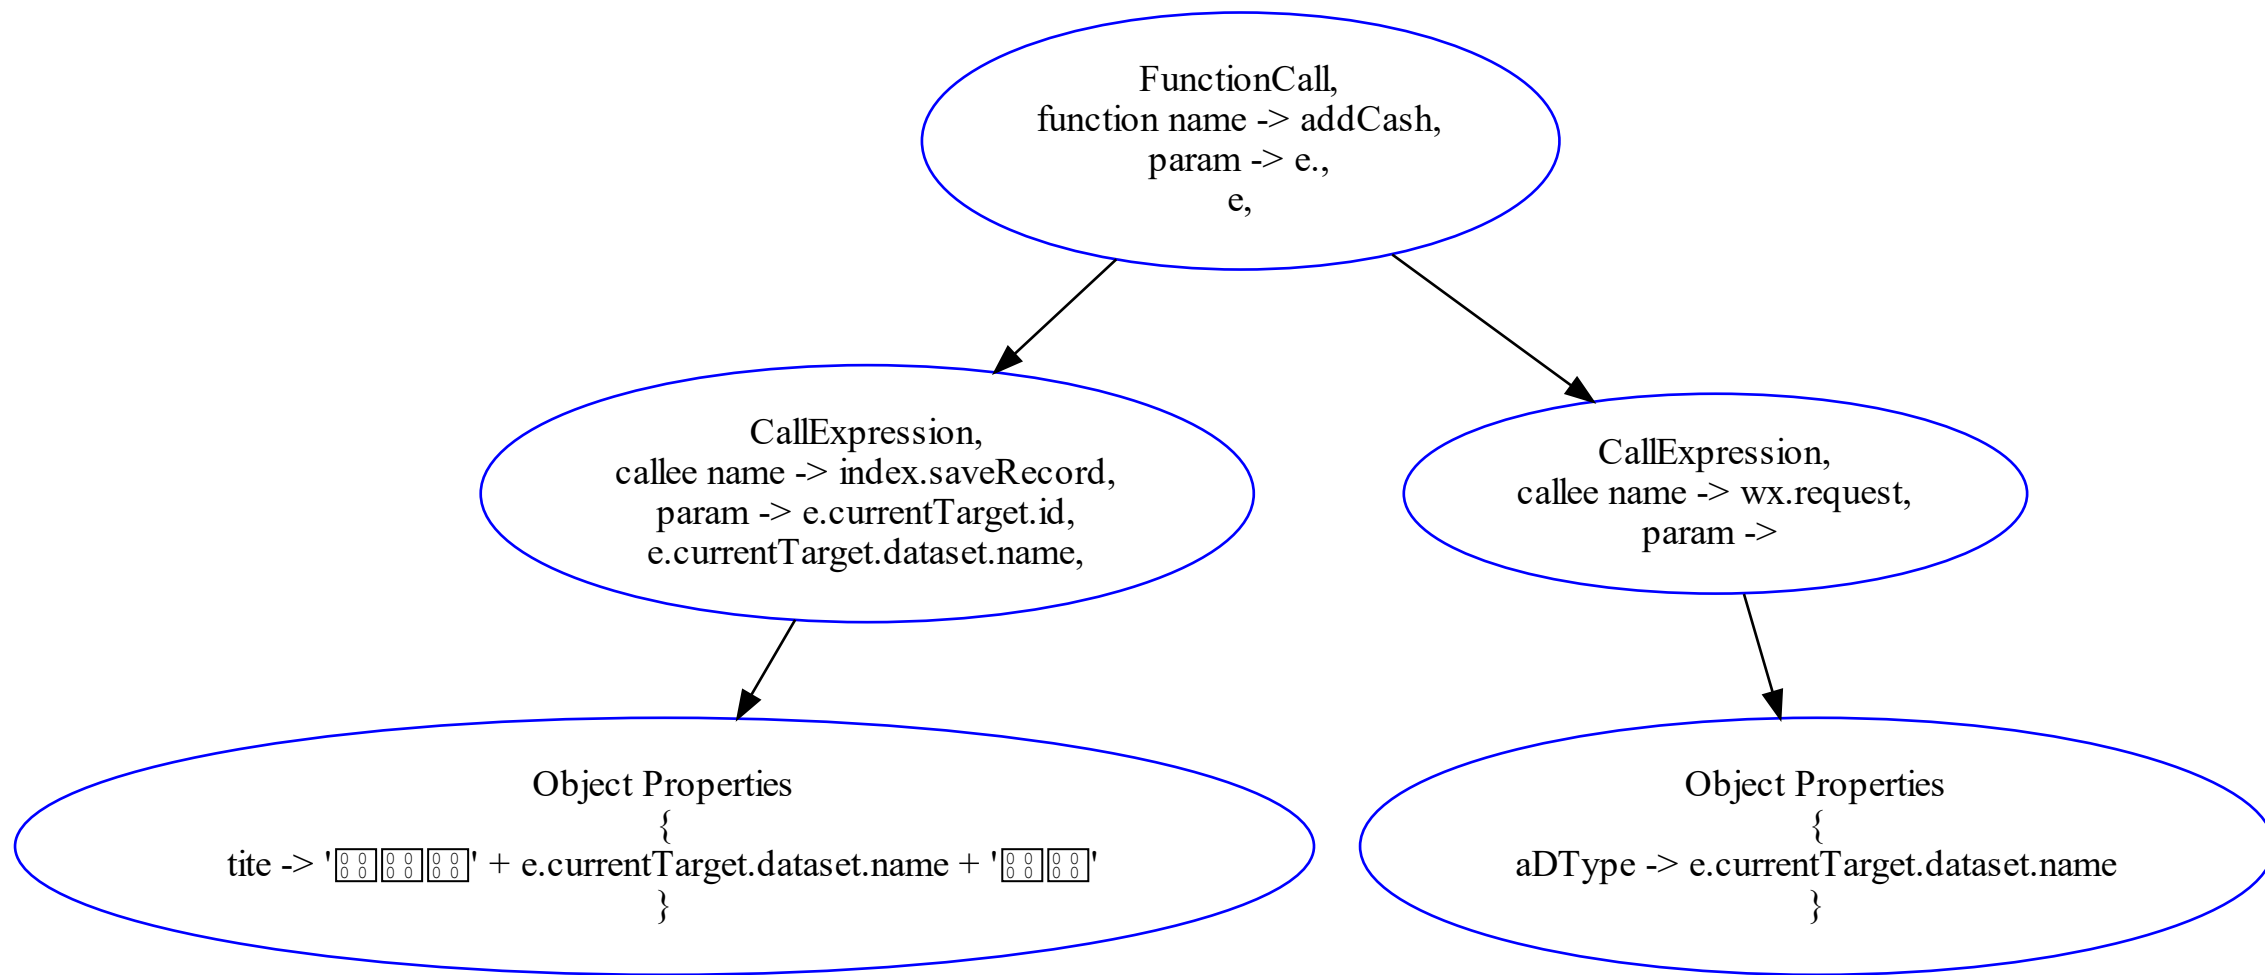 FunctionCall,
function name -> addCash,
param -> e.,
e,
CallExpression,
callee name -> index.saveRecord,
param -> e.currentTarget.id,
e.currentTarget.dataset.name,
CallExpression,
callee name -> wx.request,
param ->
Object Properties
{
tite -> '' + e.currentTarget.dataset.name + ''
}
Object Properties
{
aDType -> e.currentTarget.dataset.name
}